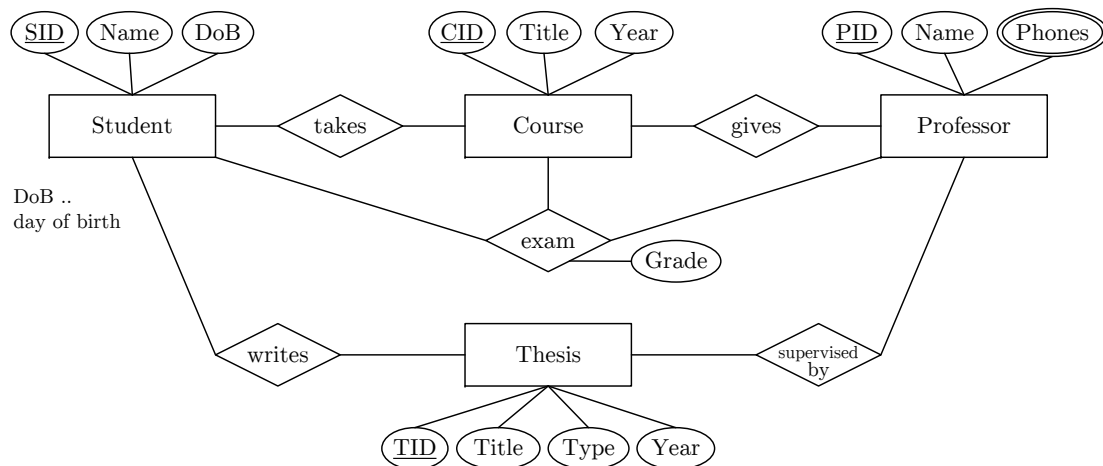 SID Name DoB CID Title Year PID Name Phones
Student takes Course gives Professor
DoB ..
day of birth
exam
Grade
writes Thesis supervised
by
TID Title Type Year